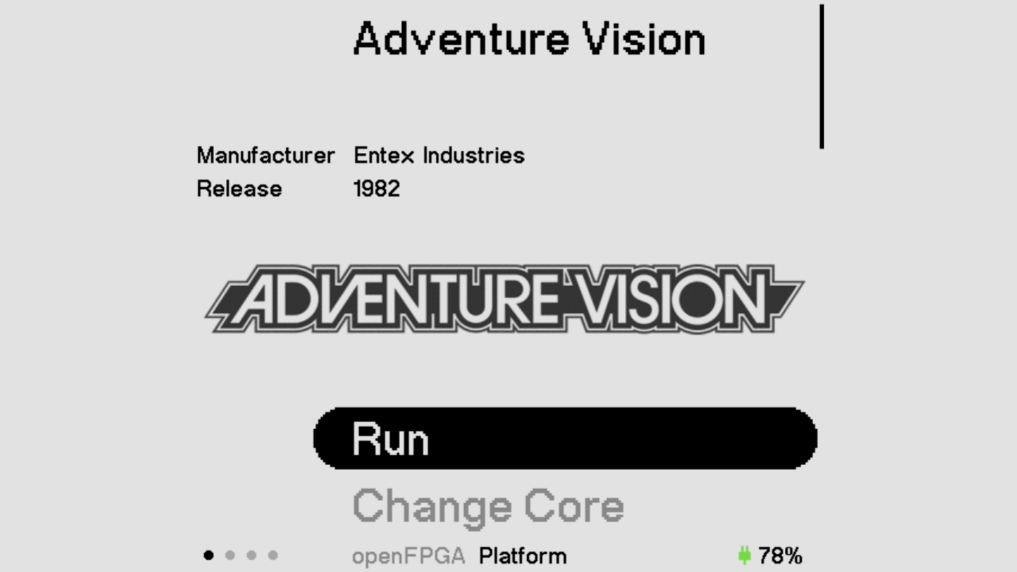 Adventure Vision
Manufacturer Entex Industries
Release 1982
ADVENTURE VISION
Run
Change Core
openFPGA Platform 78%